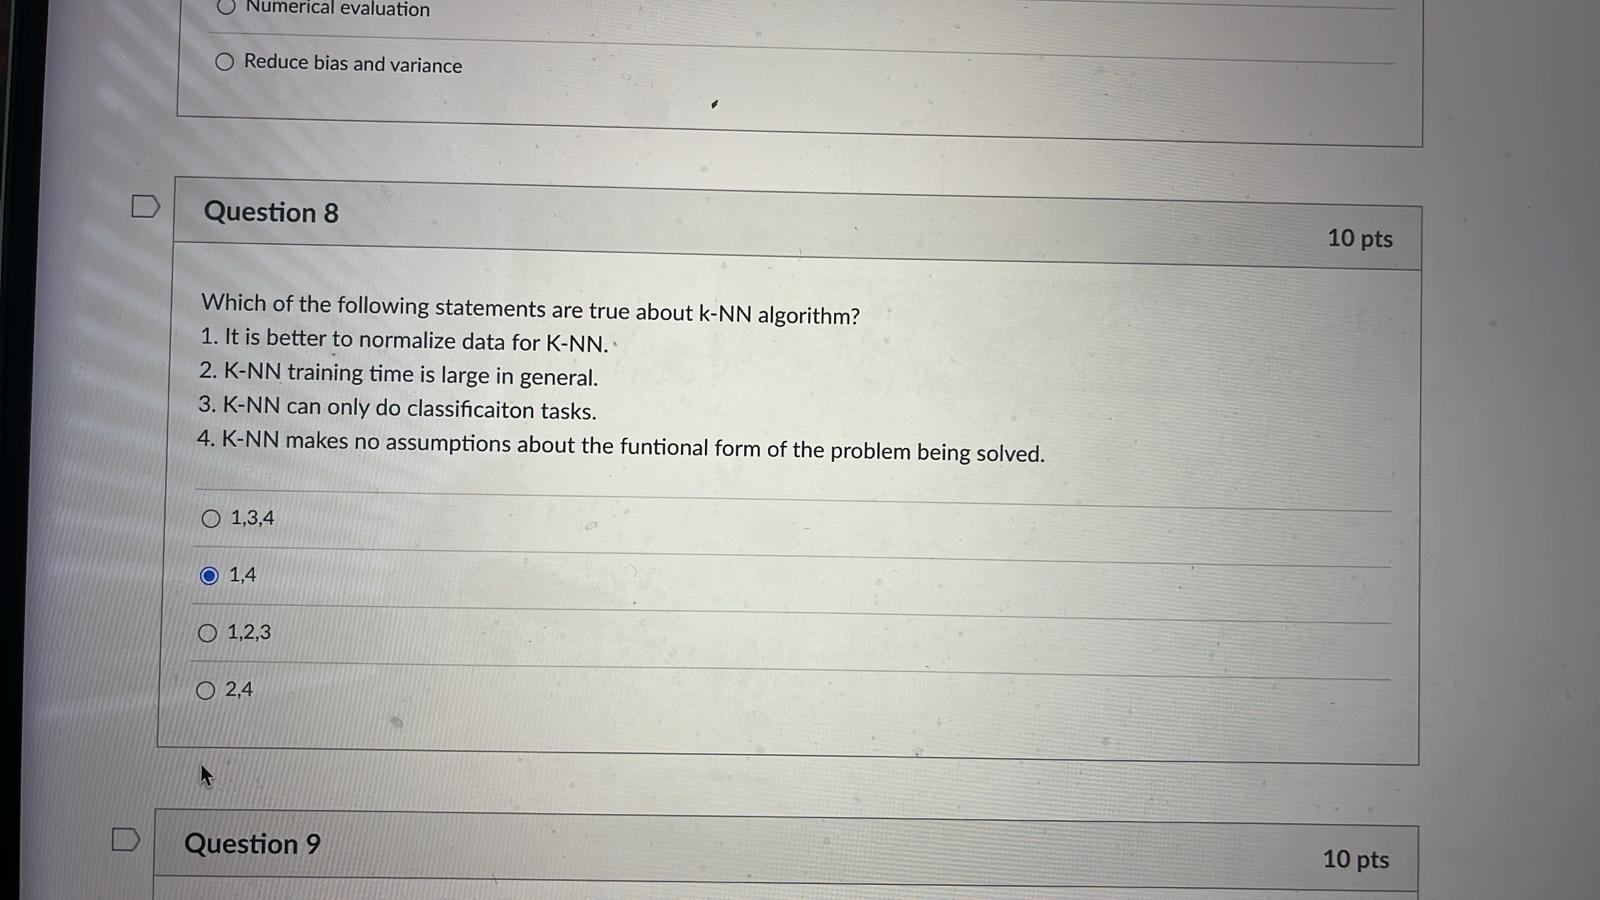 Numerical evaluation
Reduce bias and variance
Question 8
10 pts
Which of the following statements are true about k-NN algorithm?
1. It is better to normalize data for K-NN.
2. K-NN training time is large in general.
3. K-NN can only do classificaiton tasks.
4. K-NN makes no assumptions about the funtional form of the problem being solved.
1,3,4
1,4
1,2,3
2,4
Question 9
10 pts